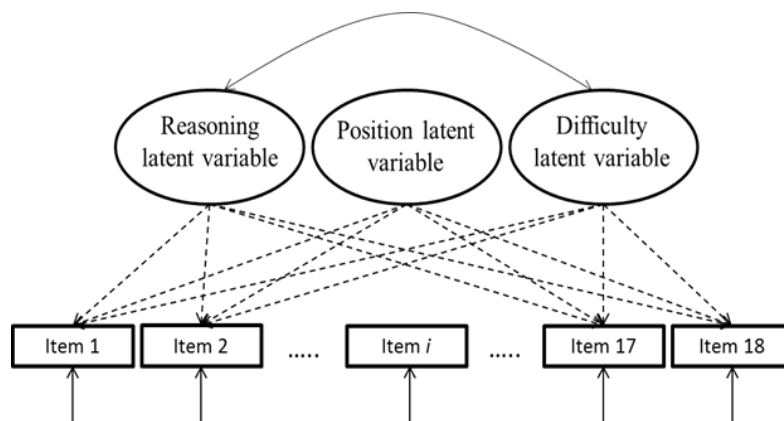 Reasoning
latent variable
Position latent
variable
Difficulty
latent variable
Item 1
Item 2
.....
Item i
.....
Item 17
Item 18